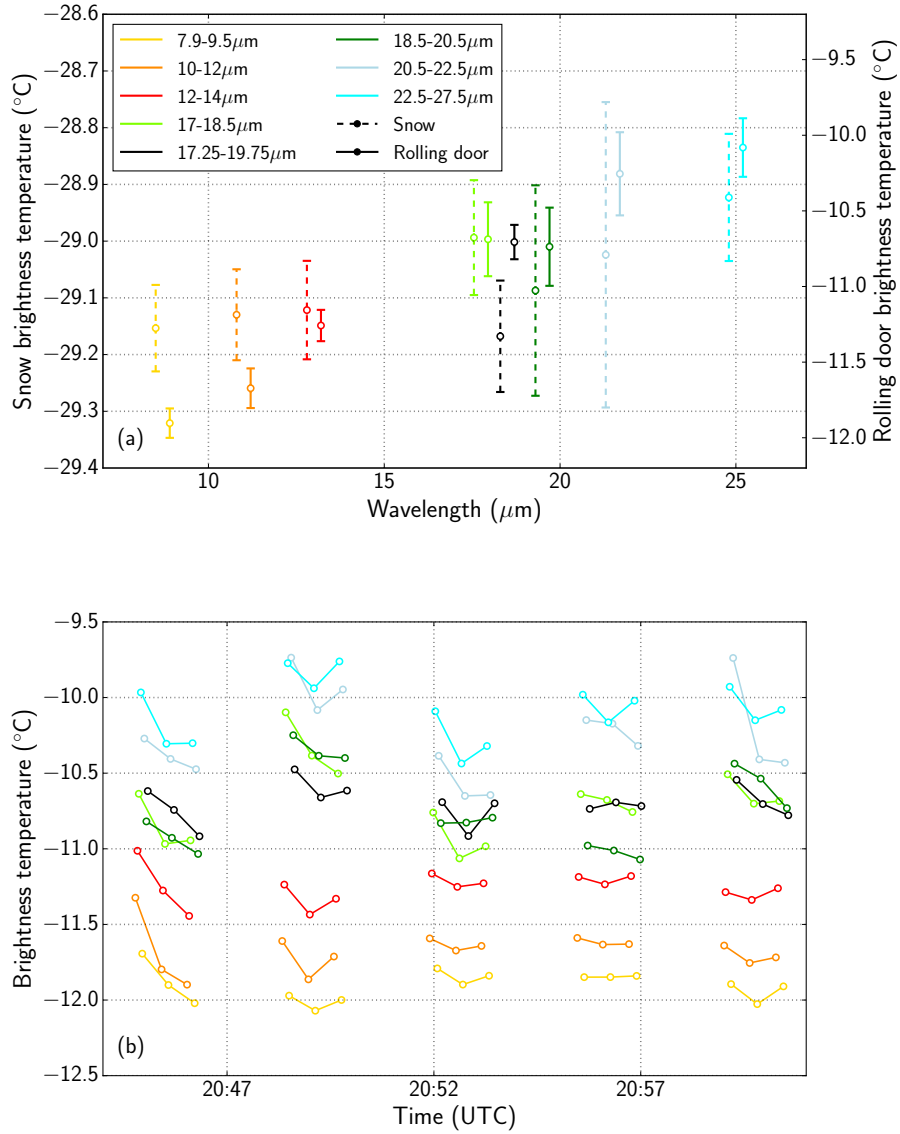 −28.6
−28.7
−28.8
−28.9
−29.0
−29.1
−29.2
−29.3
−29.4
Snow brightness temperature (°C)
7.9-9.5μm
10-12μm
12-14μm
17-18.5μm
17.25-19.75μm
18.5-20.5μm
20.5-22.5μm
22.5-27.5μm
Snow
Rolling door
(a)
−9.5
−10.0
−10.5
−11.0
−11.5
−12.0
Rolling door brightness temperature (°C)
10 15 20 25
Wavelength (μm)
−9.5
−10.0
−10.5
−11.0
−11.5
−12.0
−12.5
Brightness temperature (°C)
(b)
20:47 20:52 20:57
Time (UTC)